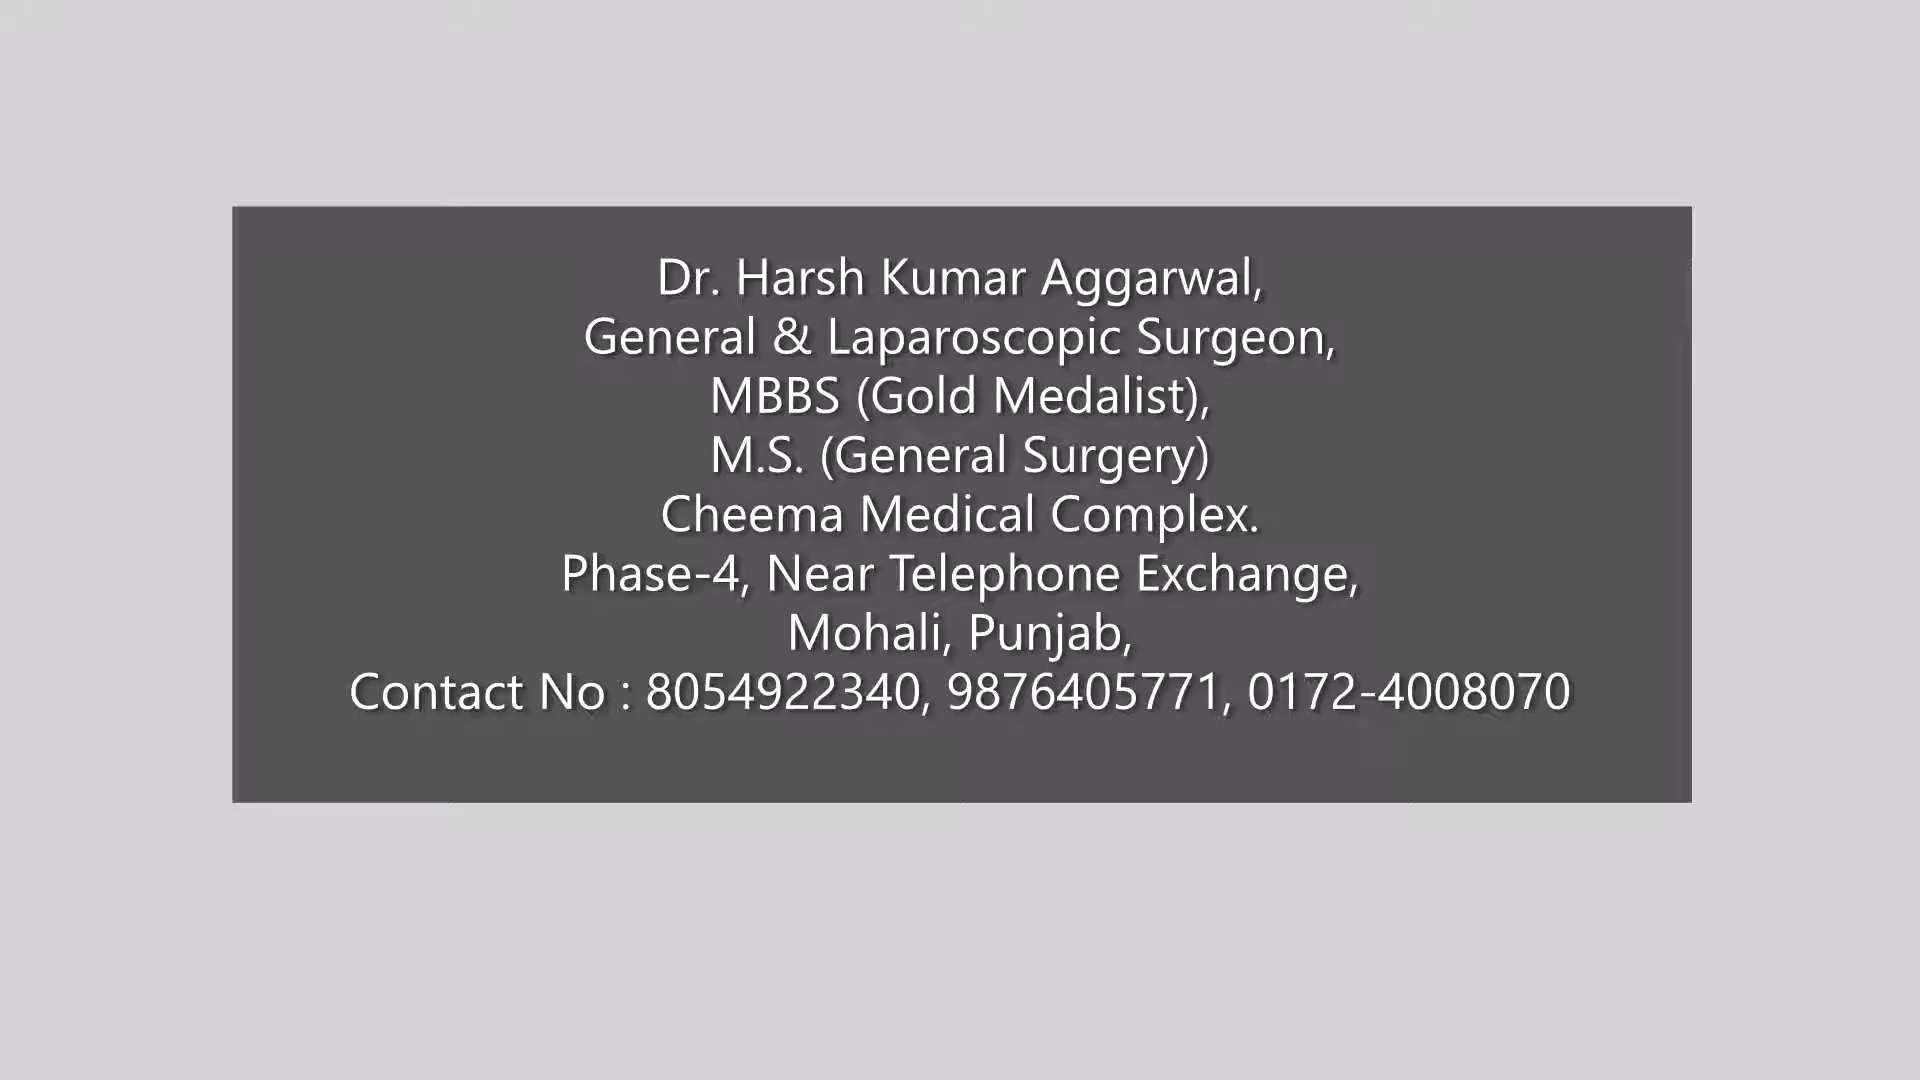 Dr. Harsh Kumar Aggarwal,
General & Laparoscopic Surgeon,
MBBS (Gold Medalist),
M.S. (General Surgery)
Cheema Medical Complex.
Phase-4, Near Telephone Exchange,
Mohali, Punjab,
Contact No : 8054922340, 9876405771, 0172-4008070